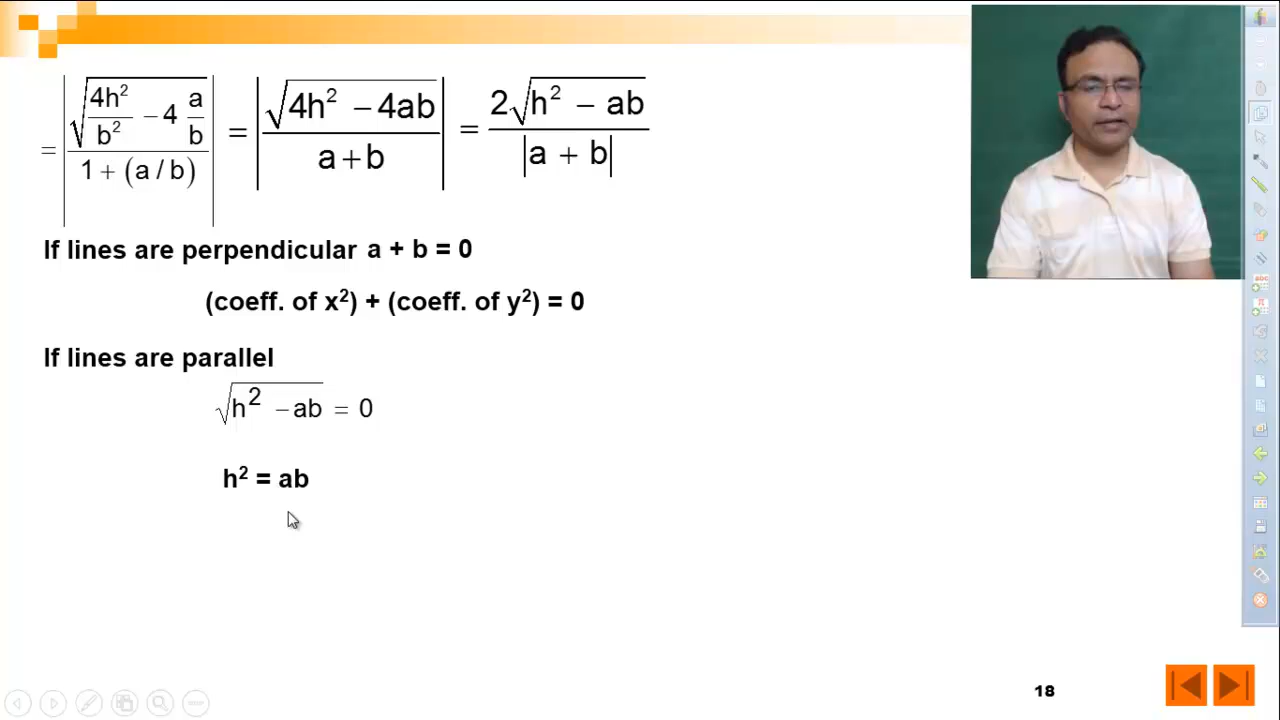 = |√(4h²/b² − 4 a/b) / (1 + (a / b))| = |√(4h² − 4ab) / (a + b)| = 2√(h² − ab) / |a + b|
If lines are perpendicular a + b = 0
(coeff. of x²) + (coeff. of y²) = 0
If lines are parallel
√(h² − ab) = 0
h² = ab
18